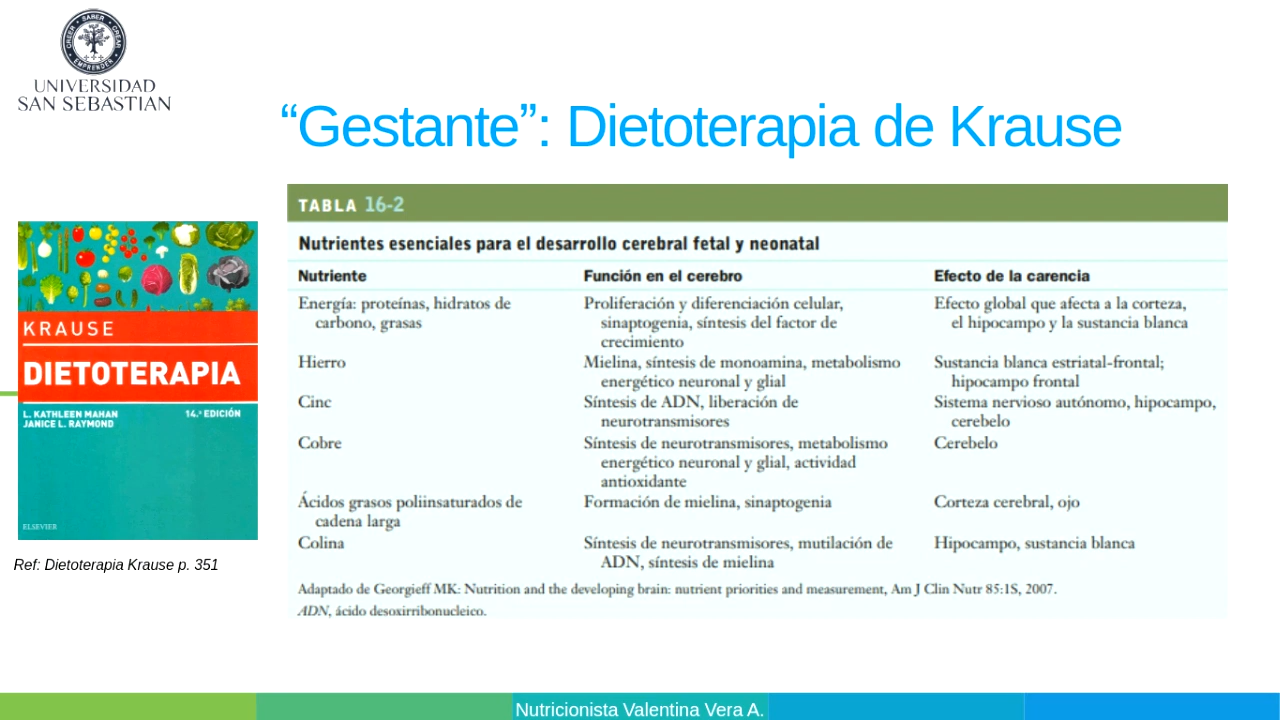 CREER SABER CREAR
EMPRENDER
UNIVERSIDAD
SAN SEBASTIAN
“Gestante”: Dietoterapia de Krause
KRAUSE
DIETOTERAPIA
L. KATHLEEN MAHAN
JANICE L. RAYMOND
14.ª EDICIÓN
ELSEVIER
Ref: Dietoterapia Krause p. 351
TABLA 16-2
Nutrientes esenciales para el desarrollo cerebral fetal y neonatal
Nutriente Función en el cerebro Efecto de la carencia
Energía: proteínas, hidratos de Proliferación y diferenciación celular, Efecto global que afecta a la corteza,
carbono, grasas sinaptogenia, síntesis del factor de el hipocampo y la sustancia blanca
crecimiento
Hierro Mielina, síntesis de monoamina, metabolismo Sustancia blanca estriatal-frontal;
energético neuronal y glial hipocampo frontal
Cinc Síntesis de ADN, liberación de Sistema nervioso autónomo, hipocampo,
neurotransmisores cerebelo
Cobre Síntesis de neurotransmisores, metabolismo Cerebelo
energético neuronal y glial, actividad
antioxidante
Ácidos grasos poliinsaturados de Formación de mielina, sinaptogenia Corteza cerebral, ojo
cadena larga
Colina Síntesis de neurotransmisores, mutilación de Hipocampo, sustancia blanca
ADN, síntesis de mielina
Adaptado de Georgieff MK: Nutrition and the developing brain: nutrient priorities and measurement, Am J Clin Nutr 85:1S, 2007.
ADN, ácido desoxirribonucleico.
Nutricionista Valentina Vera A.